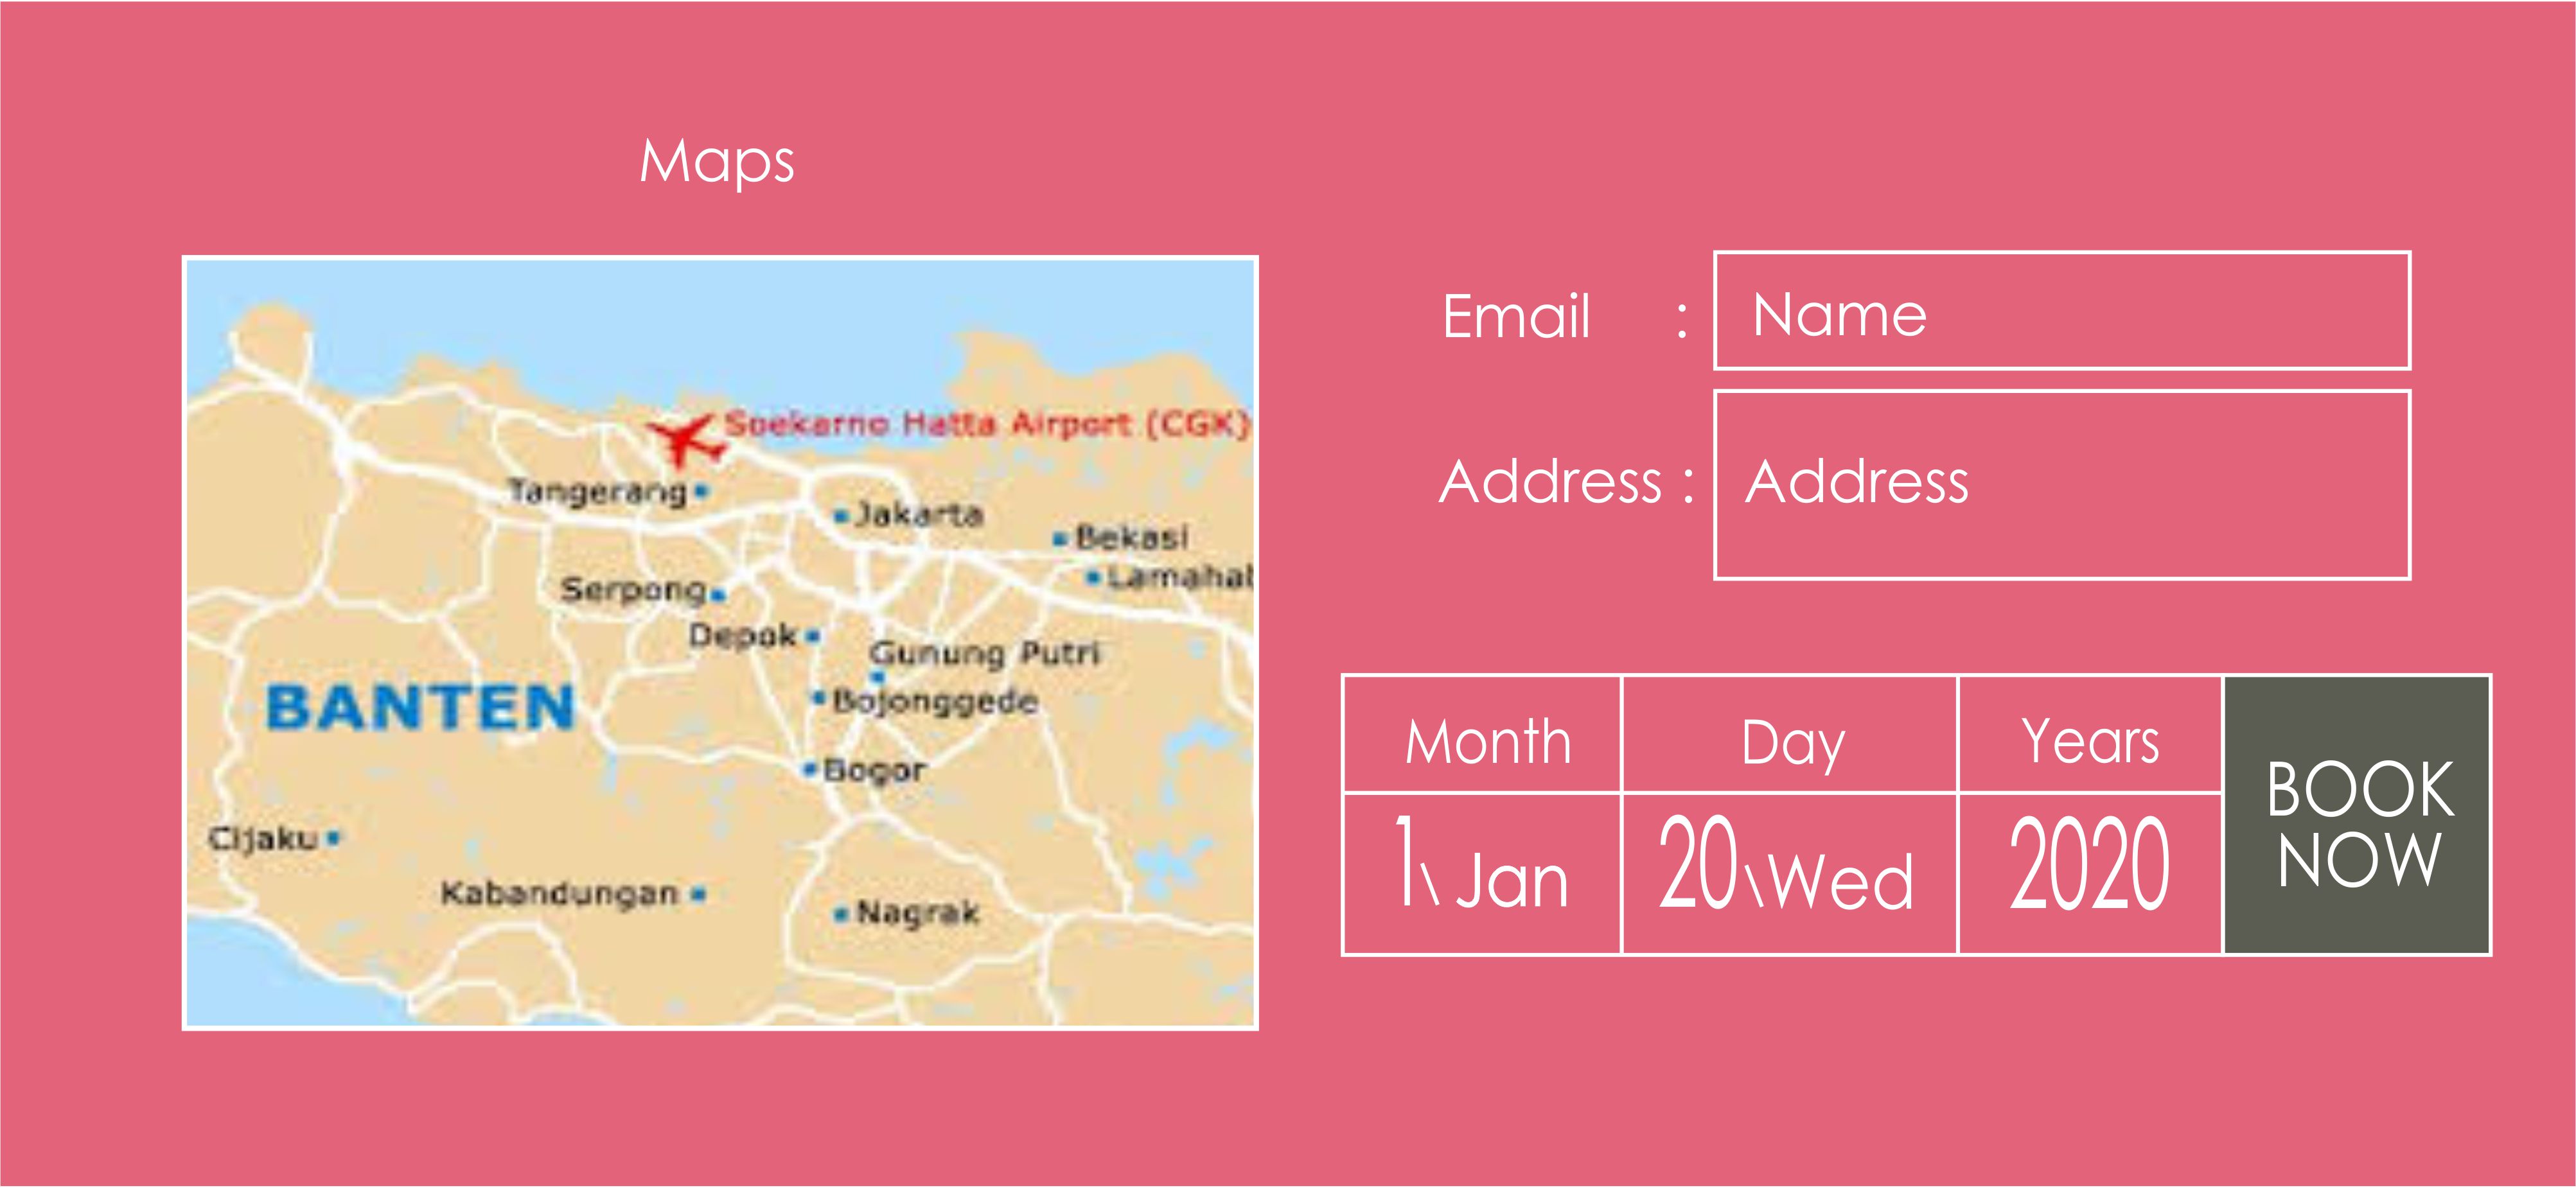 Maps
Soekarno Hatta Airport (CGK)
Tangerang
Jakarta
Bekasi
Lamahab
Serpong
Depok
Gunung Putri
Bojonggede
BANTEN
Bogor
Cijaku
Kabandungan
Nagrak
Email : Name
Address : Address
Month Day Years
1\ Jan 20\Wed 2020
BOOK
NOW